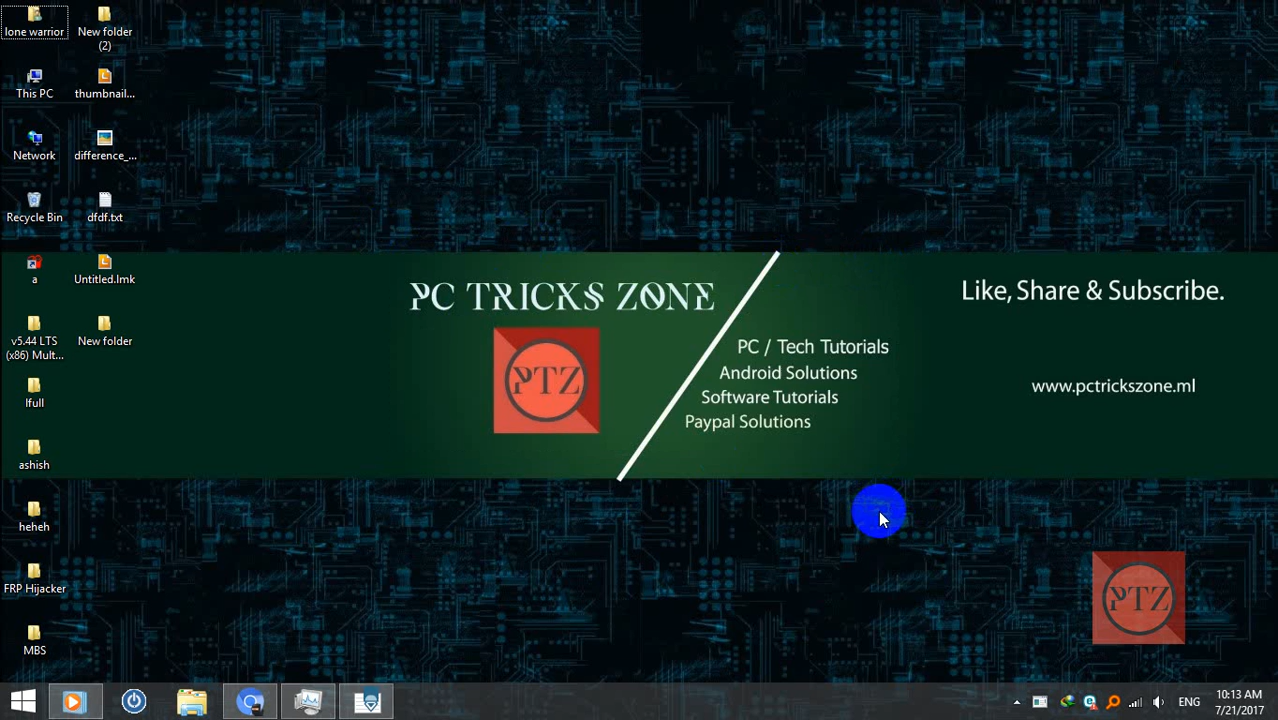 lone warrior
New folder
(2)
This PC
thumbnail...
Network
difference_...
Recycle Bin
dfdf.txt
a
Untitled.lmk
v5.44 LTS
(x86) Mult...
New folder
lfull
ashish
heheh
FRP Hijacker
MBS
PC TRICKS ZONE
PTZ
PC / Tech Tutorials
Android Solutions
Software Tutorials
Paypal Solutions
Like, Share & Subscribe.
www.pctrickszone.ml
PTZ
ENG
10:13 AM
7/21/2017